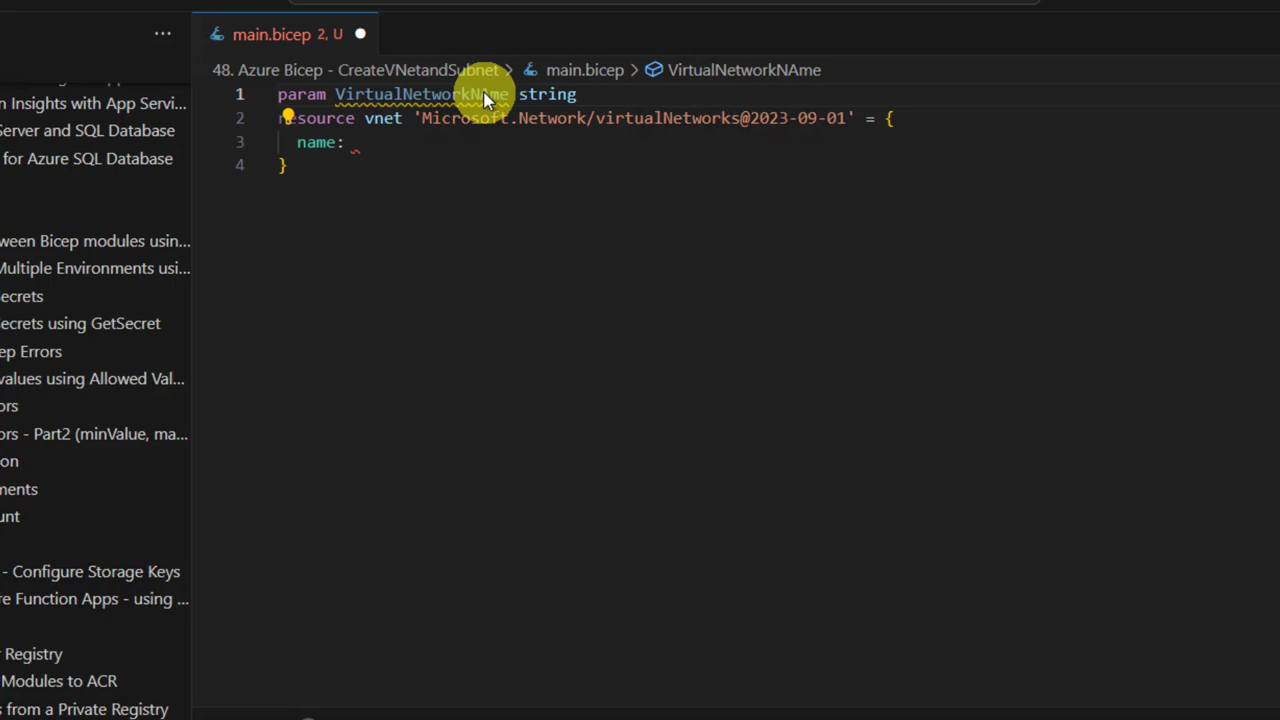 main.bicep 2, U
48. Azure Bicep - CreateVNetandSubnet > main.bicep > VirtualNetworkNAme
n Insights with App Servi...
Server and SQL Database
for Azure SQL Database
ween Bicep modules usin...
Multiple Environments usi...
ecrets
ecrets using GetSecret
ep Errors
values using Allowed Val...
ors
ors - Part2 (minValue, ma...
on
ments
unt
- Configure Storage Keys
re Function Apps - using ...
Registry
Modules to ACR
s from a Private Registry
1 param VirtualNetworkNAme string
2 resource vnet 'Microsoft.Network/virtualNetworks@2023-09-01' = {
3 name:
4 }